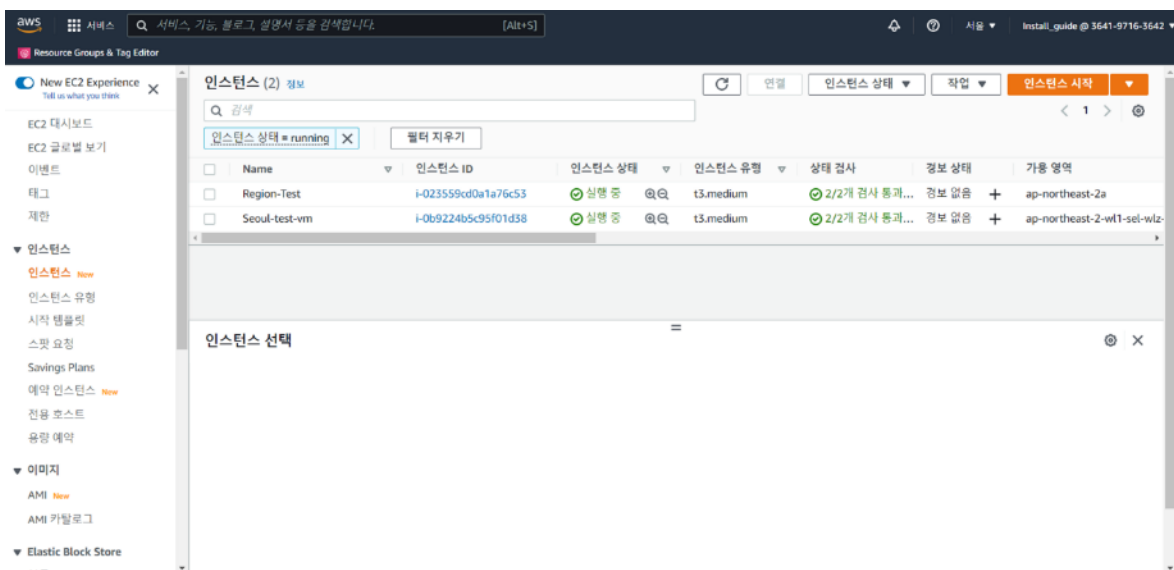 aws 서비스 서비스, 기능, 블로그, 설명서 등을 검색합니다. [Alt+S] 서울 ▼ Install_guide @ 3641-9716-3642 ▼
Resource Groups & Tag Editor
New EC2 Experience
Tell us what you think
EC2 대시보드
EC2 글로벌 보기
이벤트
태그
제한
▼ 인스턴스
인스턴스 New
인스턴스 유형
시작 템플릿
스팟 요청
Savings Plans
예약 인스턴스 New
전용 호스트
용량 예약
▼ 이미지
AMI New
AMI 카탈로그
▼ Elastic Block Store
인스턴스 (2) 정보 연결 인스턴스 상태 ▼ 작업 ▼ 인스턴스 시작 ▼
검색 < 1 >
인스턴스 상태 = running X 필터 지우기
Name 인스턴스 ID 인스턴스 상태 인스턴스 유형 상태 검사 경보 상태 가용 영역
Region-Test i-023559cd0a1a76c53 실행 중 t3.medium 2/2개 검사 통과... 경보 없음 + ap-northeast-2a
Seoul-test-vm i-0b9224b5c95f01d38 실행 중 t3.medium 2/2개 검사 통과... 경보 없음 + ap-northeast-2-wl1-sel-wlz-
인스턴스 선택